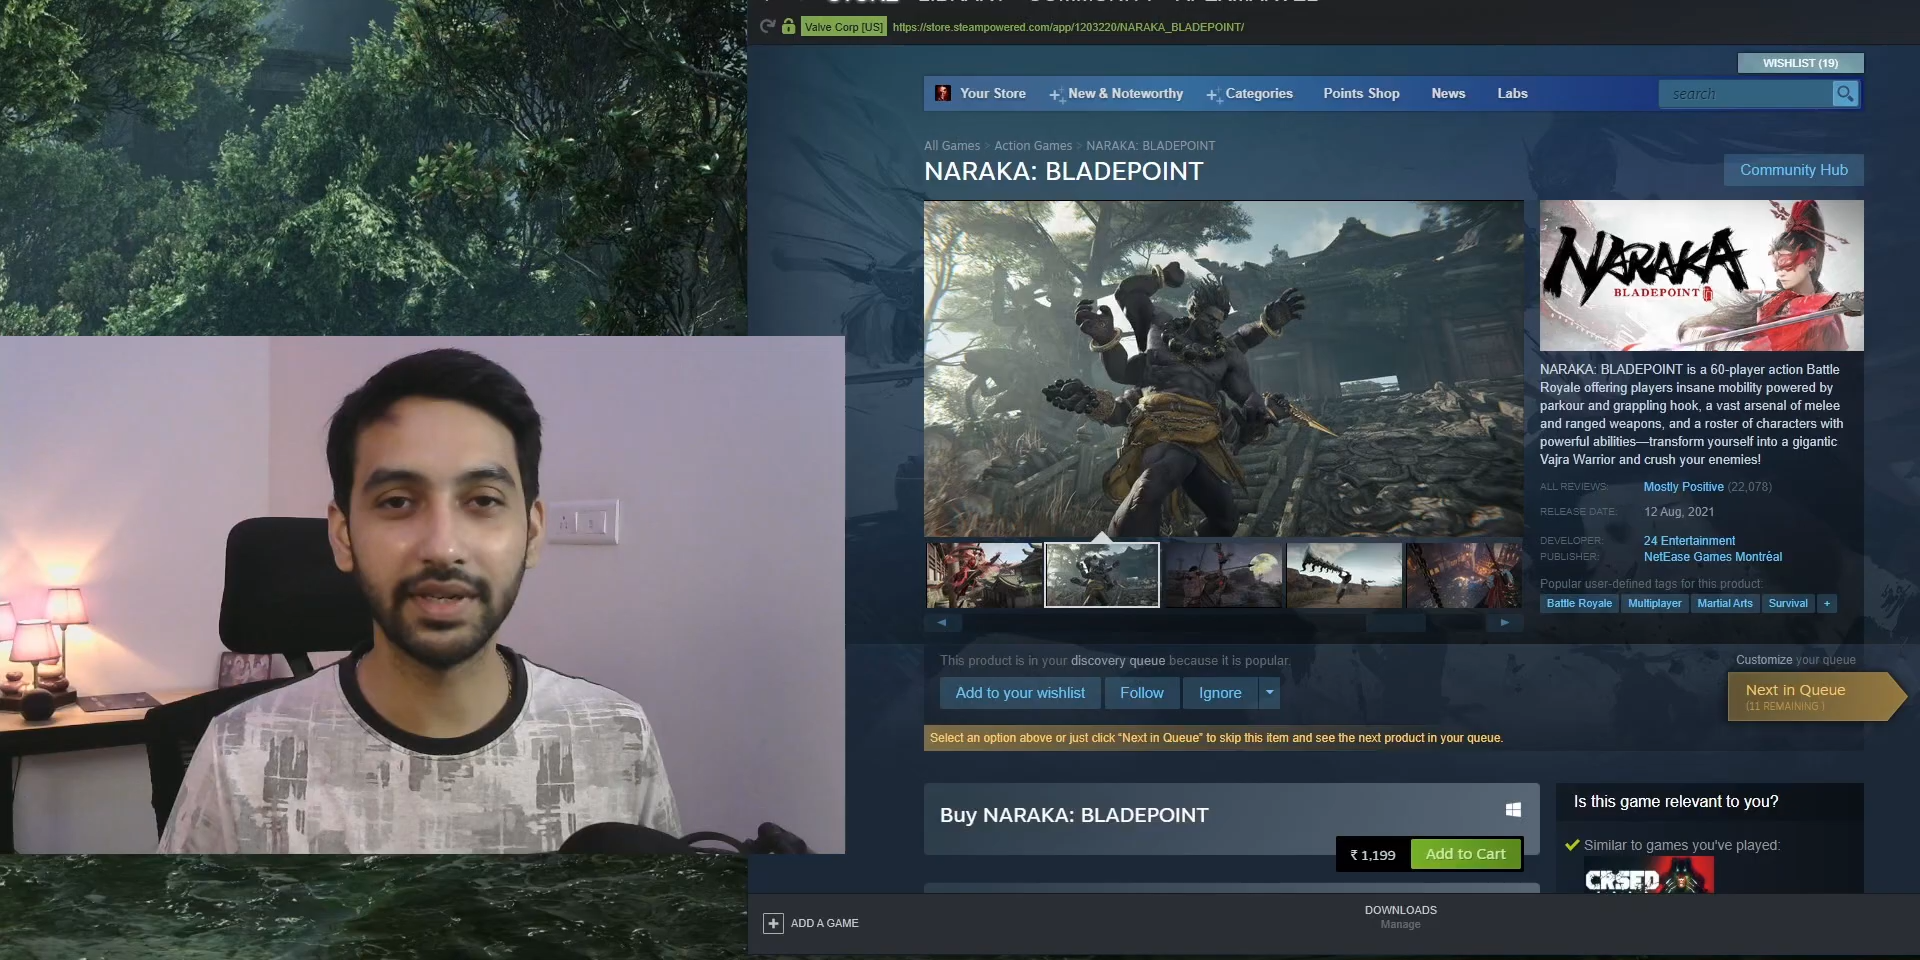 Valve Corp [US] https://store.steampowered.com/app/1203220/NARAKA_BLADEPOINT/
WISHLIST (19)
Your Store New & Noteworthy Categories Points Shop News Labs search
All Games > Action Games > NARAKA: BLADEPOINT
NARAKA: BLADEPOINT
Community Hub
NARAKA
BLADEPOINT
NARAKA: BLADEPOINT is a 60-player action Battle
Royale offering players insane mobility powered by
parkour and grappling hook, a vast arsenal of melee
and ranged weapons, and a roster of characters with
powerful abilities—transform yourself into a gigantic
Vajra Warrior and crush your enemies!
ALL REVIEWS: Mostly Positive (22,078)
RELEASE DATE: 12 Aug, 2021
DEVELOPER: 24 Entertainment
PUBLISHER: NetEase Games Montréal
Popular user-defined tags for this product:
Battle Royale Multiplayer Martial Arts Survival +
This product is in your discovery queue because it is popular.
Customize your queue
Add to your wishlist Follow Ignore
Next in Queue
(11 REMAINING )
Select an option above or just click "Next in Queue" to skip this item and see the next product in your queue.
Buy NARAKA: BLADEPOINT
₹ 1,199 Add to Cart
Is this game relevant to you?
Similar to games you've played:
CRSED
+ ADD A GAME
DOWNLOADS
Manage